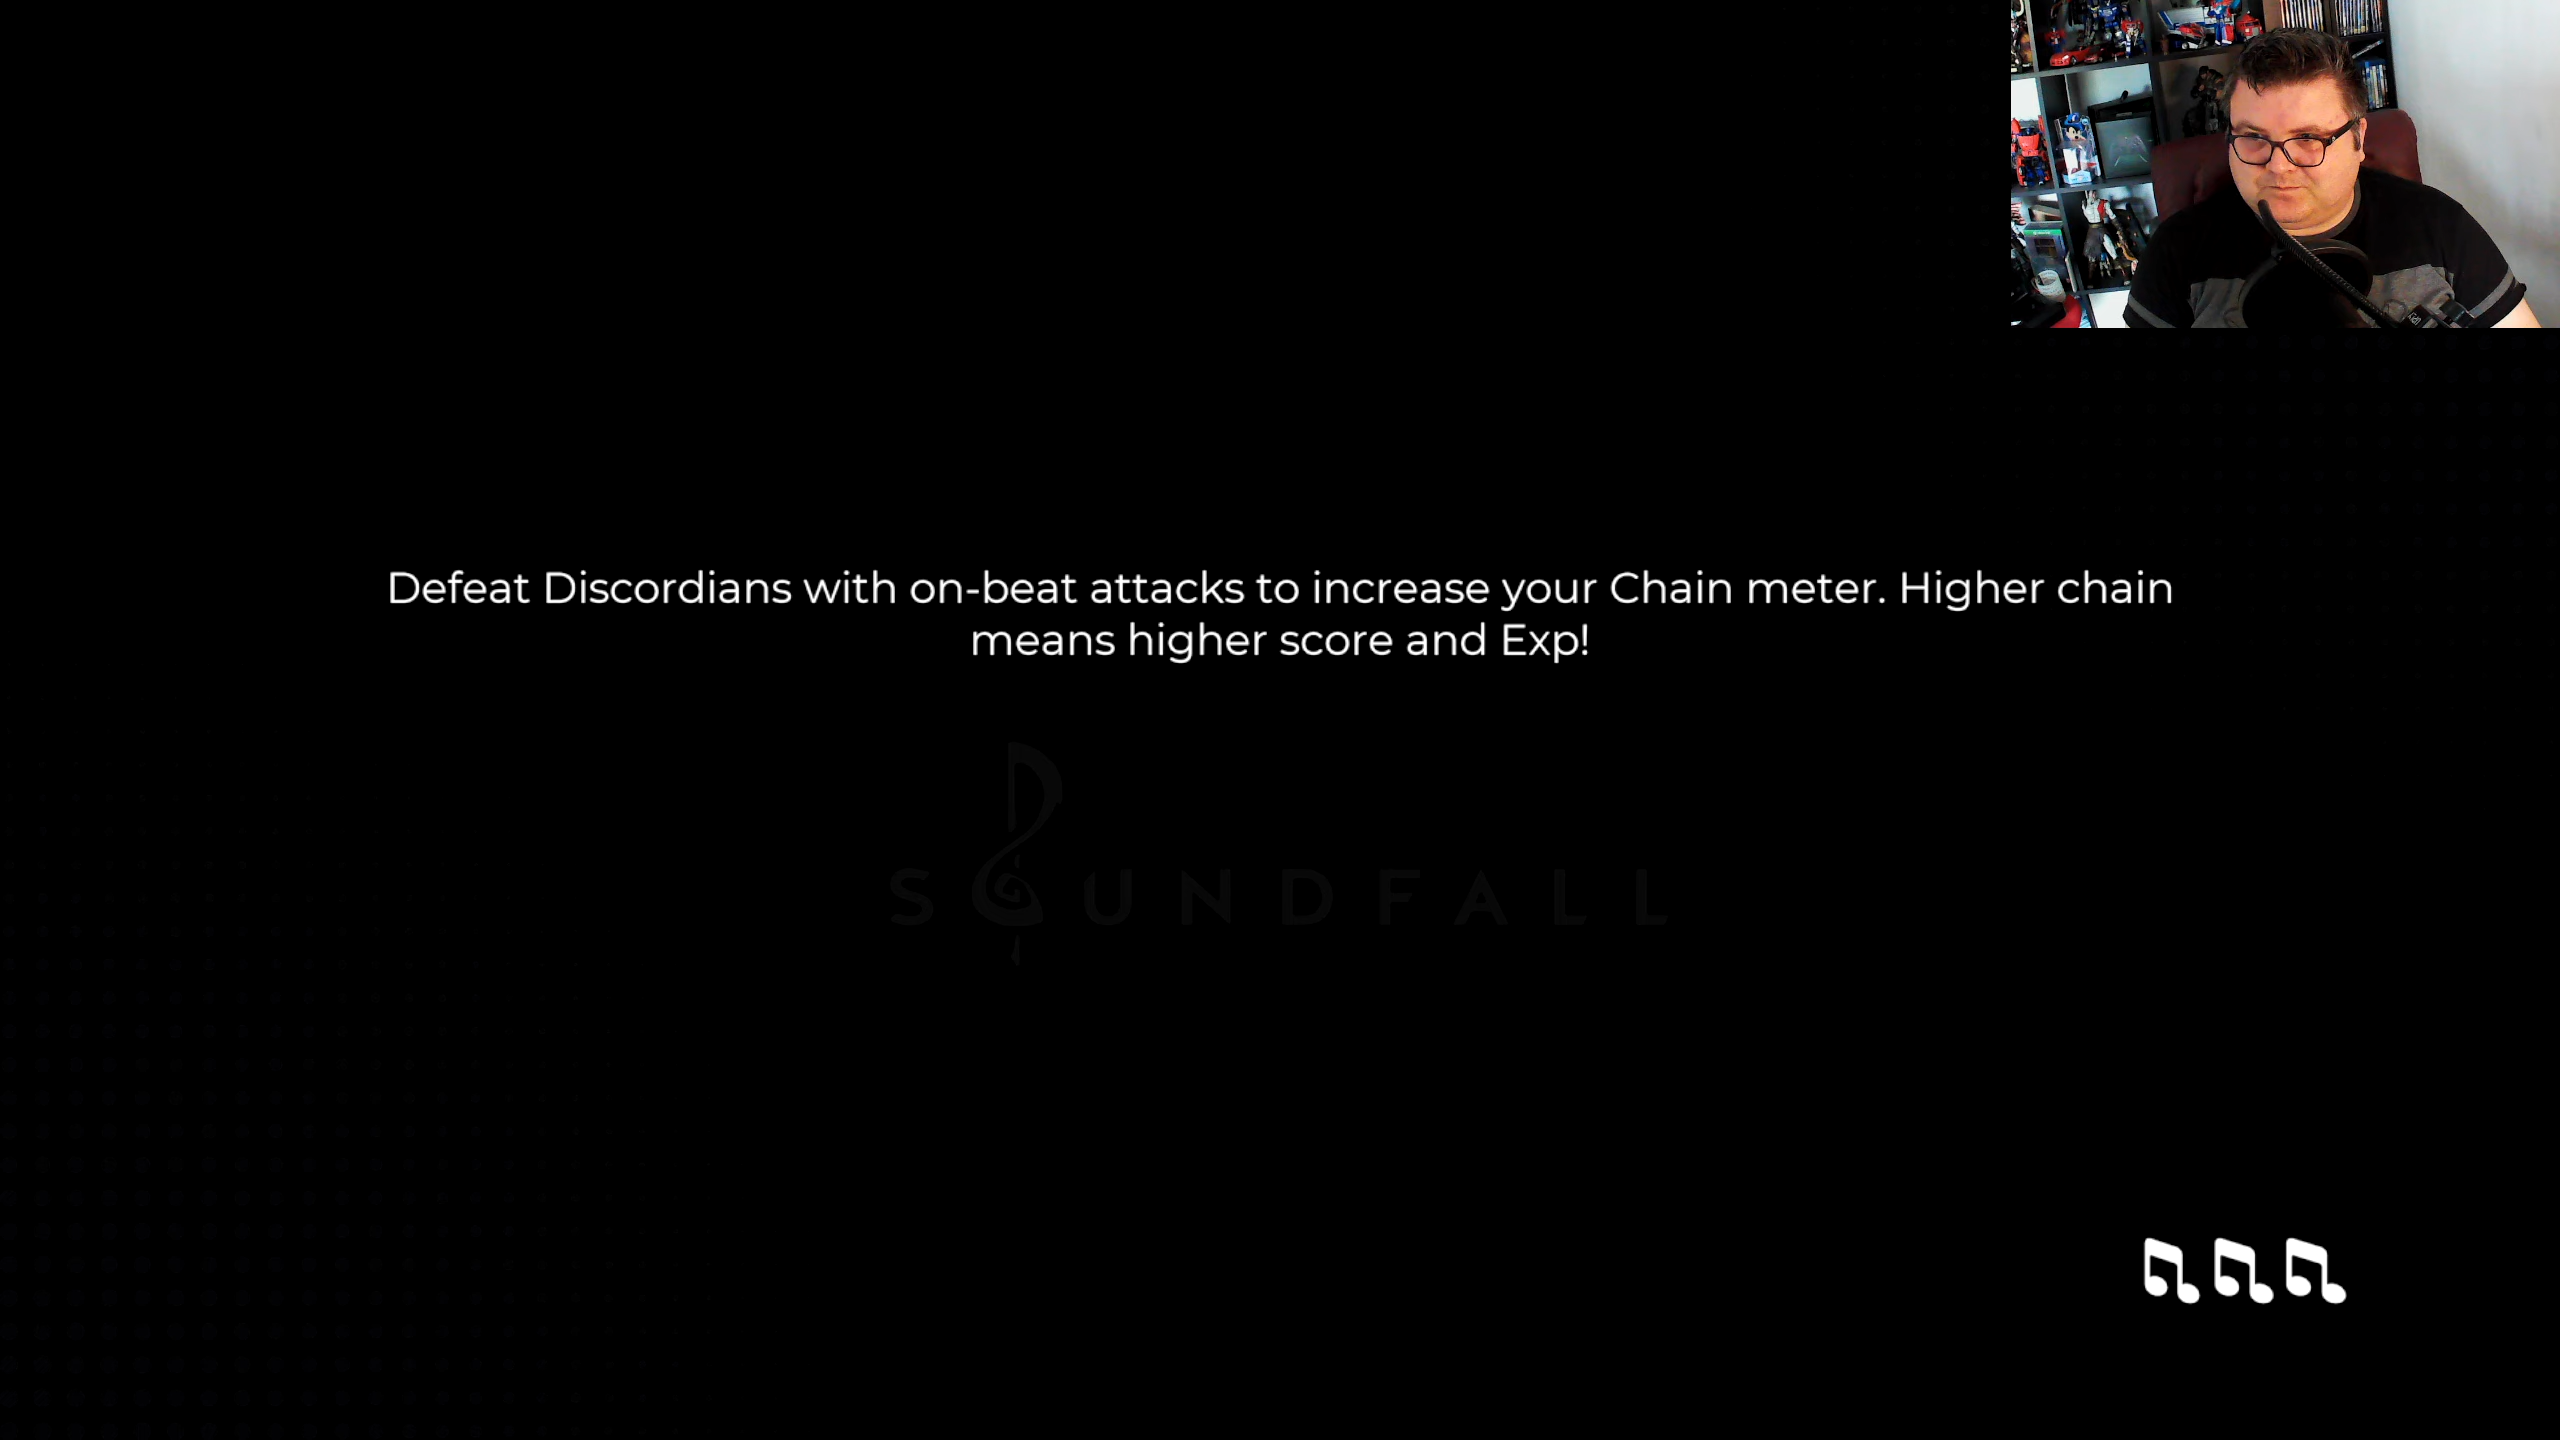 Defeat Discordians with on-beat attacks to increase your Chain meter. Higher chain
means higher score and Exp!
SOUNDFALL